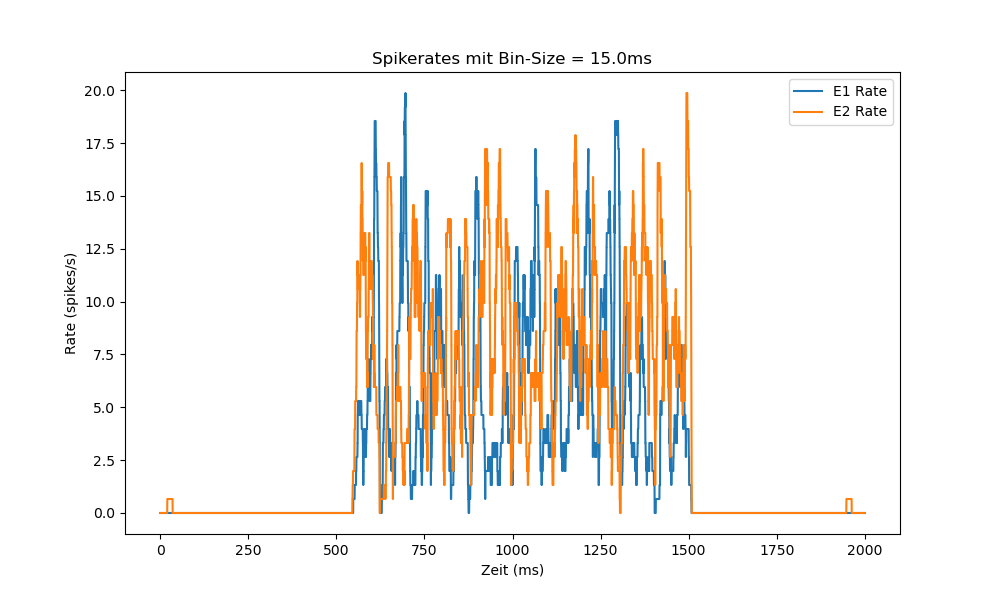 Spikerates mit Bin-Size = 15.0ms
E1 Rate
E2 Rate
Rate (spikes/s)
20.0
17.5
15.0
12.5
10.0
7.5
5.0
2.5
0.0
0 250 500 750 1000 1250 1500 1750 2000
Zeit (ms)